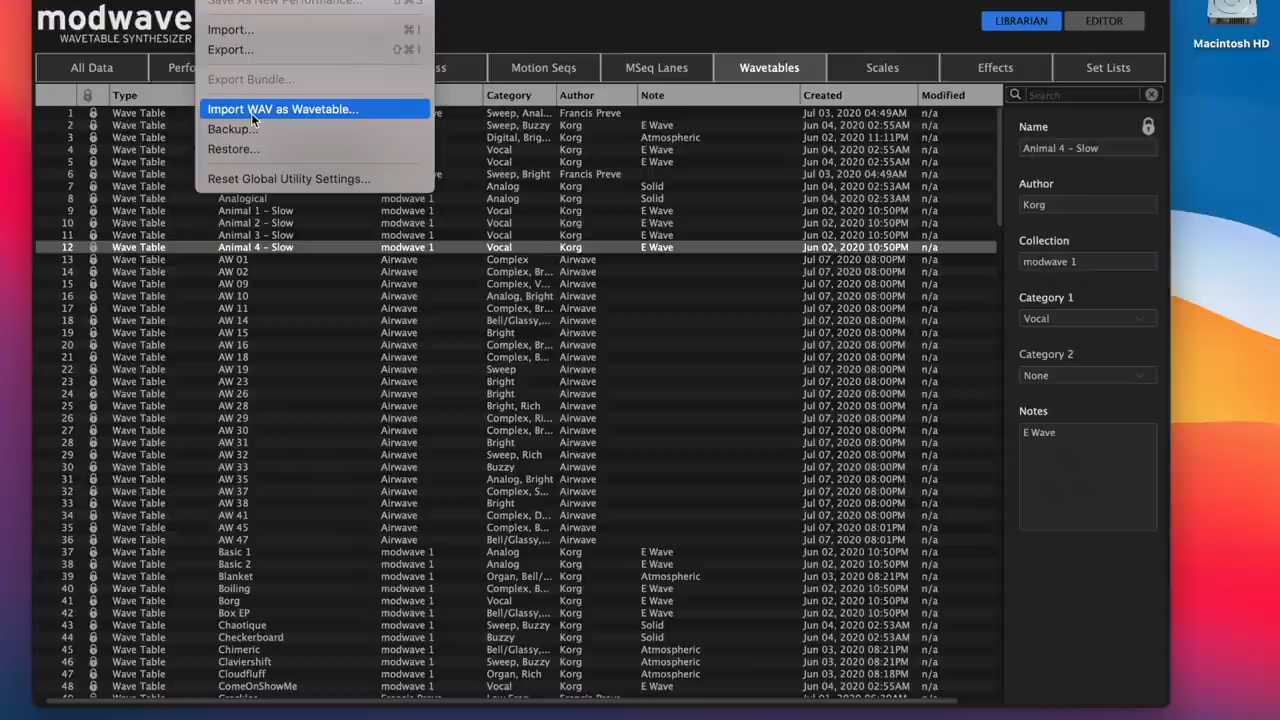 Save As New Performance... ⇧⌘S
modwave
WAVETABLE SYNTHESIZER
Import... ⌘I
Export... ⇧⌘I
Export Bundle...
Import WAV as Wavetable...
Backup...
Restore...
Reset Global Utility Settings...
LIBRARIAN EDITOR
Macintosh HD
All Data Motion Seqs MSeq Lanes Wavetables Scales Effects Set Lists
Type Category Author Note Created Modified
1 Wave Table Sweep, Anal... Francis Preve Jul 03, 2020 04:49AM n/a
2 Wave Table Sweep, Buzzy Korg E Wave Jun 04, 2020 02:55AM n/a
3 Wave Table Digital, Brig... Korg Atmospheric Jun 02, 2020 11:11PM n/a
4 Wave Table Vocal Korg E Wave Jun 04, 2020 02:55AM n/a
5 Wave Table Vocal Korg E Wave Jun 04, 2020 02:55AM n/a
6 Wave Table Sweep, Bright Francis Preve Jun 04, 2020 02:55AM n/a
7 Wave Table Analog Korg Solid Jun 04, 2020 02:53AM n/a
8 Wave Table Analogical modwave 1 Analog Korg Solid Jun 04, 2020 02:53AM n/a
9 Wave Table Animal 1 - Slow modwave 1 Vocal Korg E Wave Jun 02, 2020 10:50PM n/a
10 Wave Table Animal 2 - Slow modwave 1 Vocal Korg E Wave Jun 02, 2020 10:50PM n/a
11 Wave Table Animal 3 - Slow modwave 1 Vocal Korg E Wave Jun 02, 2020 10:50PM n/a
12 Wave Table Animal 4 - Slow modwave 1 Vocal Korg E Wave Jun 02, 2020 10:50PM n/a
13 Wave Table AW 01 Airwave Complex Airwave Jul 07, 2020 08:00PM n/a
14 Wave Table AW 02 Airwave Complex, Br... Airwave Jul 07, 2020 08:00PM n/a
15 Wave Table AW 09 Airwave Complex, V... Airwave Jul 07, 2020 08:00PM n/a
16 Wave Table AW 10 Airwave Analog, Bright Airwave Jul 07, 2020 08:00PM n/a
17 Wave Table AW 11 Airwave Complex, Br... Airwave Jul 07, 2020 08:00PM n/a
18 Wave Table AW 14 Airwave Bell/Glassy,... Airwave Jul 07, 2020 08:00PM n/a
19 Wave Table AW 15 Airwave Bright Airwave Jul 07, 2020 08:00PM n/a
20 Wave Table AW 16 Airwave Complex, Br... Airwave Jul 07, 2020 08:00PM n/a
21 Wave Table AW 18 Airwave Complex, B... Airwave Jul 07, 2020 08:00PM n/a
22 Wave Table AW 19 Airwave Sweep Airwave Jul 07, 2020 08:00PM n/a
23 Wave Table AW 23 Airwave Bright Airwave Jul 07, 2020 08:00PM n/a
24 Wave Table AW 26 Airwave Bright Airwave Jul 07, 2020 08:00PM n/a
25 Wave Table AW 28 Airwave Bright, Rich Airwave Jul 07, 2020 08:00PM n/a
26 Wave Table AW 29 Airwave Complex, Ri... Airwave Jul 07, 2020 08:00PM n/a
27 Wave Table AW 30 Airwave Complex, Br... Airwave Jul 07, 2020 08:00PM n/a
28 Wave Table AW 31 Airwave Bright Airwave Jul 07, 2020 08:00PM n/a
29 Wave Table AW 32 Airwave Sweep, Rich Airwave Jul 07, 2020 08:00PM n/a
30 Wave Table AW 33 Airwave Buzzy Airwave Jul 07, 2020 08:00PM n/a
31 Wave Table AW 35 Airwave Analog, Bright Airwave Jul 07, 2020 08:00PM n/a
32 Wave Table AW 37 Airwave Complex, S... Airwave Jul 07, 2020 08:00PM n/a
33 Wave Table AW 38 Airwave Bright Airwave Jul 07, 2020 08:00PM n/a
34 Wave Table AW 41 Airwave Complex, D... Airwave Jul 07, 2020 08:00PM n/a
35 Wave Table AW 45 Airwave Complex, B... Airwave Jul 07, 2020 08:01PM n/a
36 Wave Table AW 47 Airwave Bell/Glassy,... Airwave Jul 07, 2020 08:01PM n/a
37 Wave Table Basic 1 modwave 1 Analog Korg E Wave Jun 02, 2020 10:50PM n/a
38 Wave Table Basic 2 modwave 1 Analog Korg E Wave Jun 02, 2020 10:50PM n/a
39 Wave Table Blanket modwave 1 Organ, Bell/... Korg Atmospheric Jun 03, 2020 08:21PM n/a
40 Wave Table Boiling modwave 1 Complex, Br... Korg E Wave Jun 02, 2020 10:50PM n/a
41 Wave Table Borg modwave 1 Vocal Korg E Wave Jun 02, 2020 10:50PM n/a
42 Wave Table Box EP modwave 1 Bell/Glassy,... Korg E Wave Jun 02, 2020 10:50PM n/a
43 Wave Table Chaotique modwave 1 Sweep, Buzzy Korg Solid Jun 04, 2020 02:53AM n/a
44 Wave Table Checkerboard modwave 1 Buzzy Korg Solid Jun 04, 2020 02:53AM n/a
45 Wave Table Chimeric modwave 1 Bell/Glassy,... Korg Atmospheric Jun 03, 2020 08:21PM n/a
46 Wave Table Claviershift modwave 1 Sweep, Buzzy Korg Atmospheric Jun 03, 2020 08:21PM n/a
47 Wave Table Cloudfluff modwave 1 Organ, Rich Korg Atmospheric Jun 03, 2020 08:18PM n/a
48 Wave Table ComeOnShowMe modwave 1 Vocal Korg E Wave Jun 04, 2020 02:55AM n/a
Search
Name
Animal 4 - Slow
Author
Korg
Collection
modwave 1
Category 1
Vocal
Category 2
None
Notes
E Wave